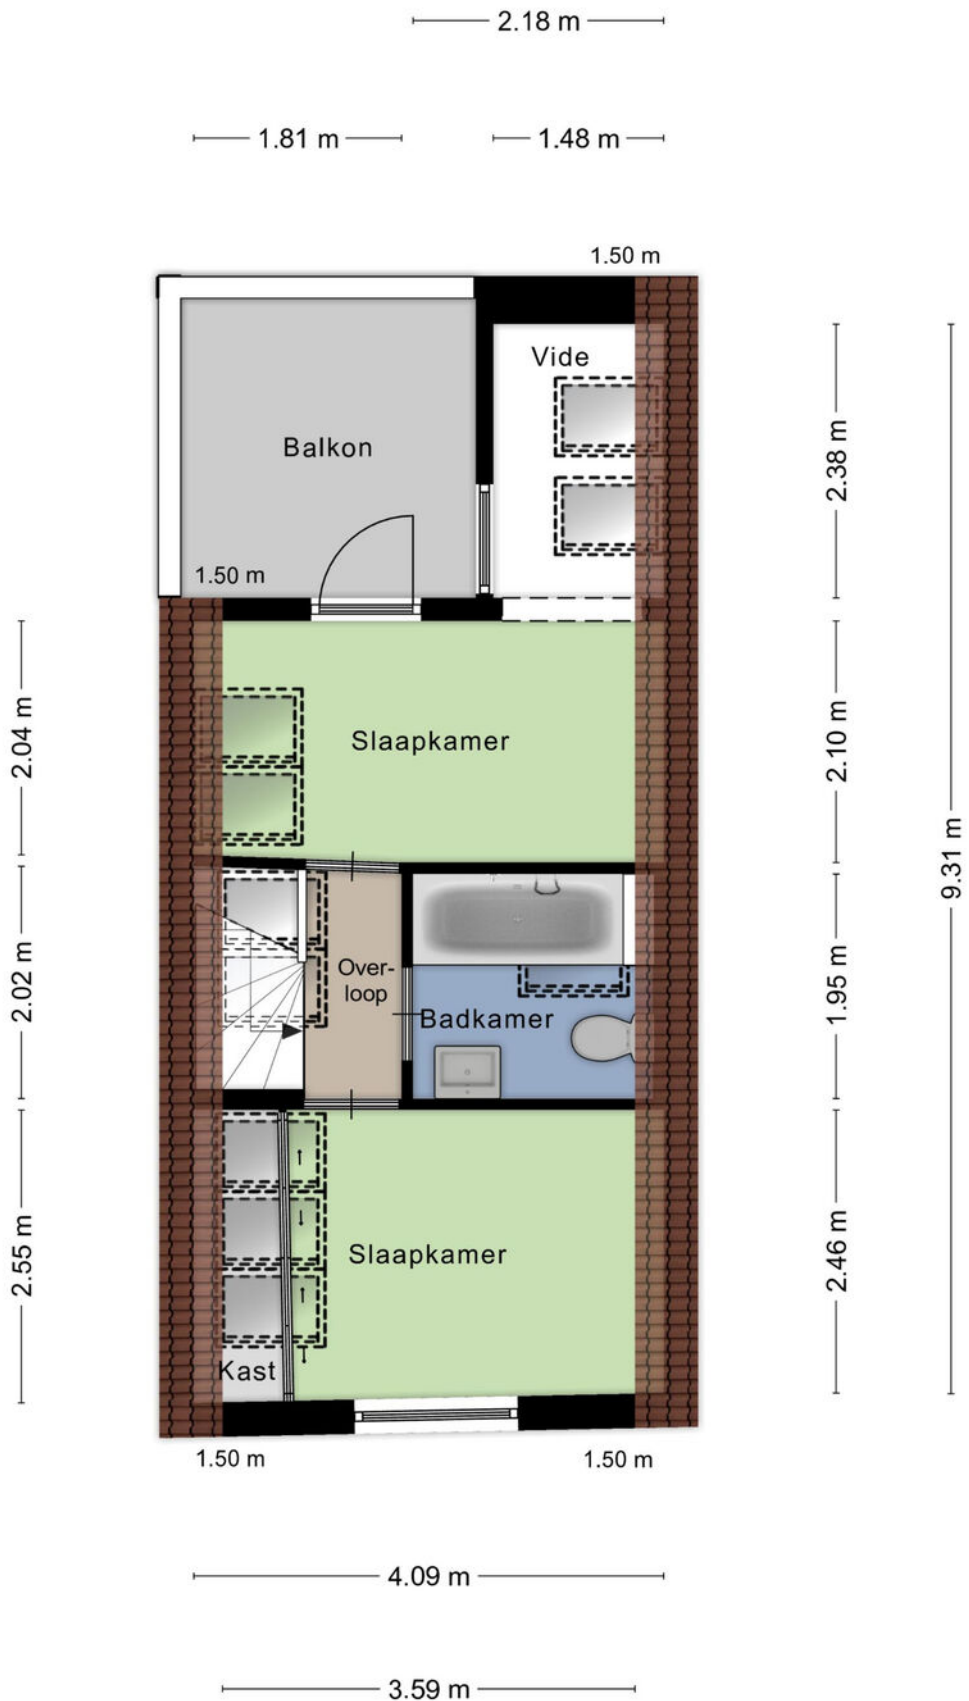 2.18 m
1.81 m
1.48 m
1.50 m
Vide
Balkon
2.38 m
1.50 m
2.04 m
Slaapkamer
2.10 m
9.31 m
2.02 m
Over-
loop
Badkamer
1.95 m
2.55 m
Slaapkamer
2.46 m
Kast
1.50 m
1.50 m
4.09 m
3.59 m